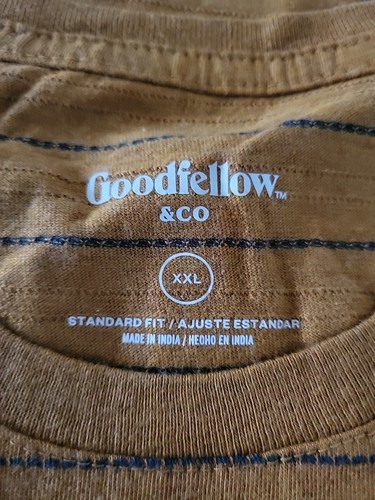 Goodfellow™
&CO
XXL
STANDARD FIT / AJUSTE ESTANDAR
MADE IN INDIA / HECHO EN INDIA